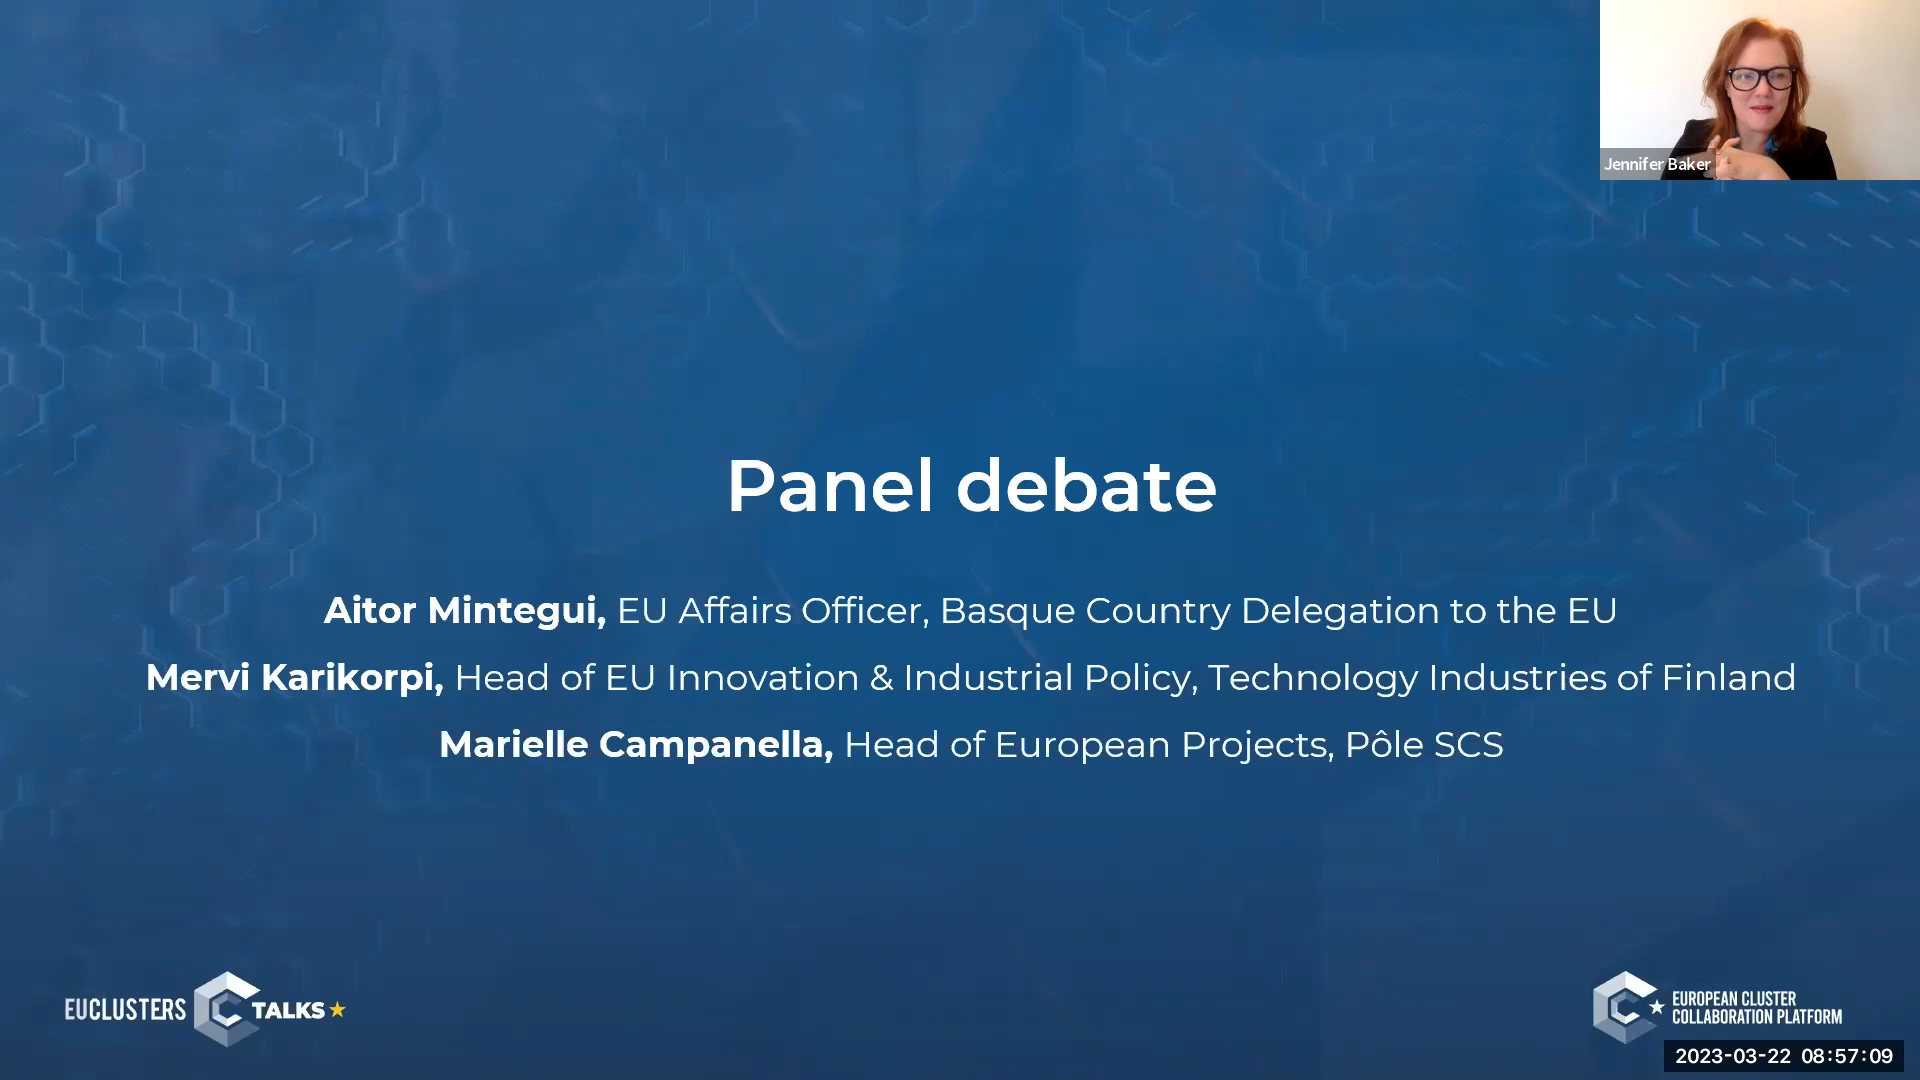 Jennifer Baker
Panel debate
Aitor Mintegui, EU Affairs Officer, Basque Country Delegation to the EU
Mervi Karikorpi, Head of EU Innovation & Industrial Policy, Technology Industries of Finland
Marielle Campanella, Head of European Projects, Pôle SCS
EUCLUSTERS TALKS
EUROPEAN CLUSTER
COLLABORATION PLATFORM
2023-03-22 08:57:09